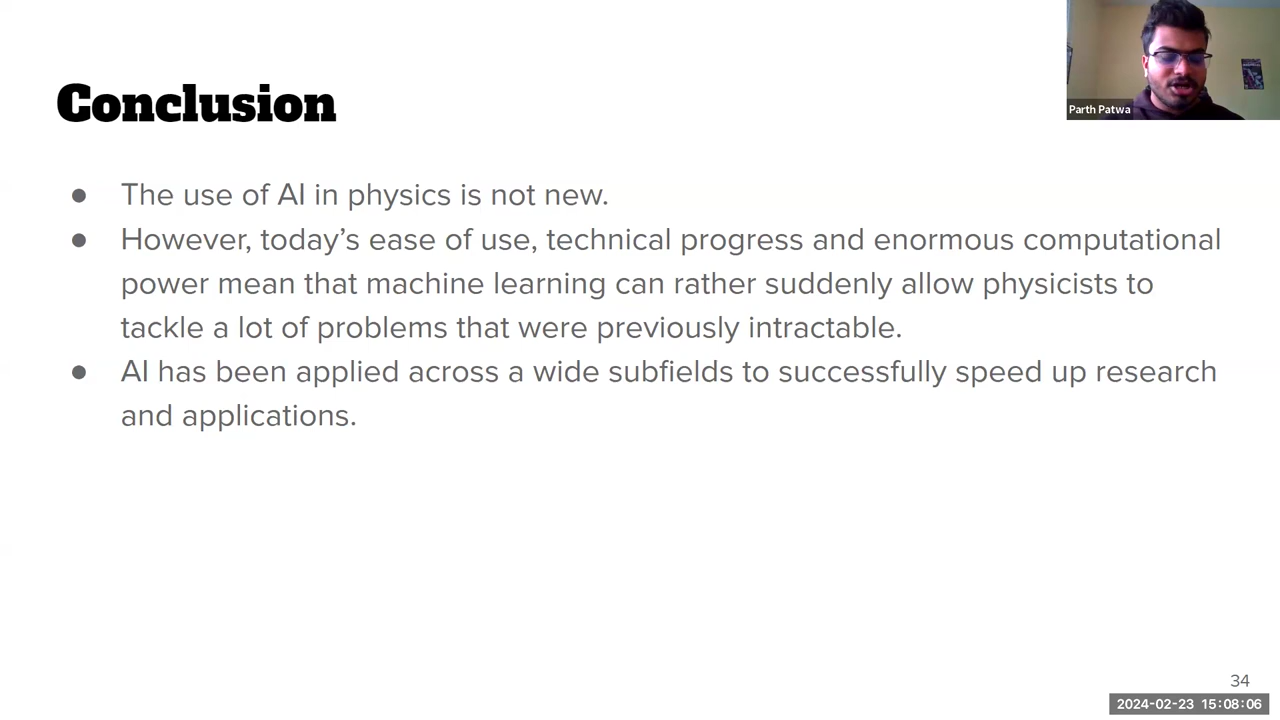 Conclusion
Parth Patwa
● The use of AI in physics is not new.
● However, today’s ease of use, technical progress and enormous computational
power mean that machine learning can rather suddenly allow physicists to
tackle a lot of problems that were previously intractable.
● AI has been applied across a wide subfields to successfully speed up research
and applications.
34
2024-02-23 15:08:06